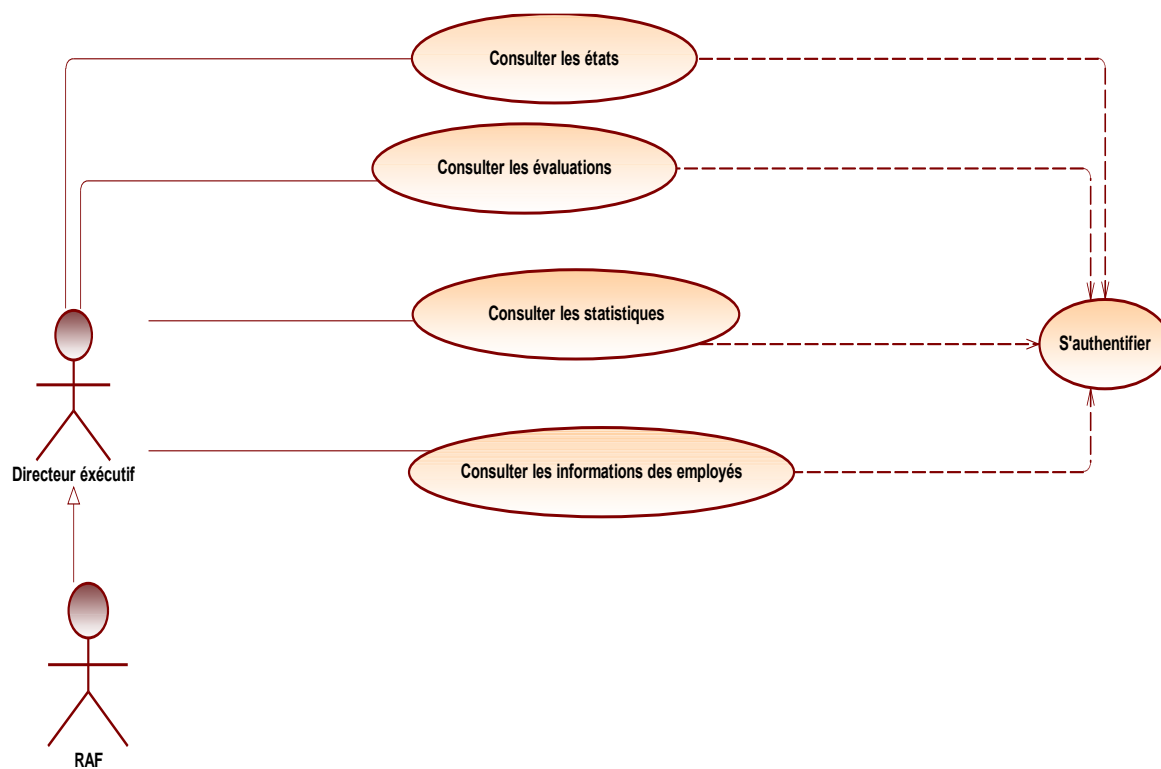 Consulter les états
Consulter les évaluations
Consulter les statistiques
S'authentifier
Consulter les informations des employés
Directeur éxécutif
RAF